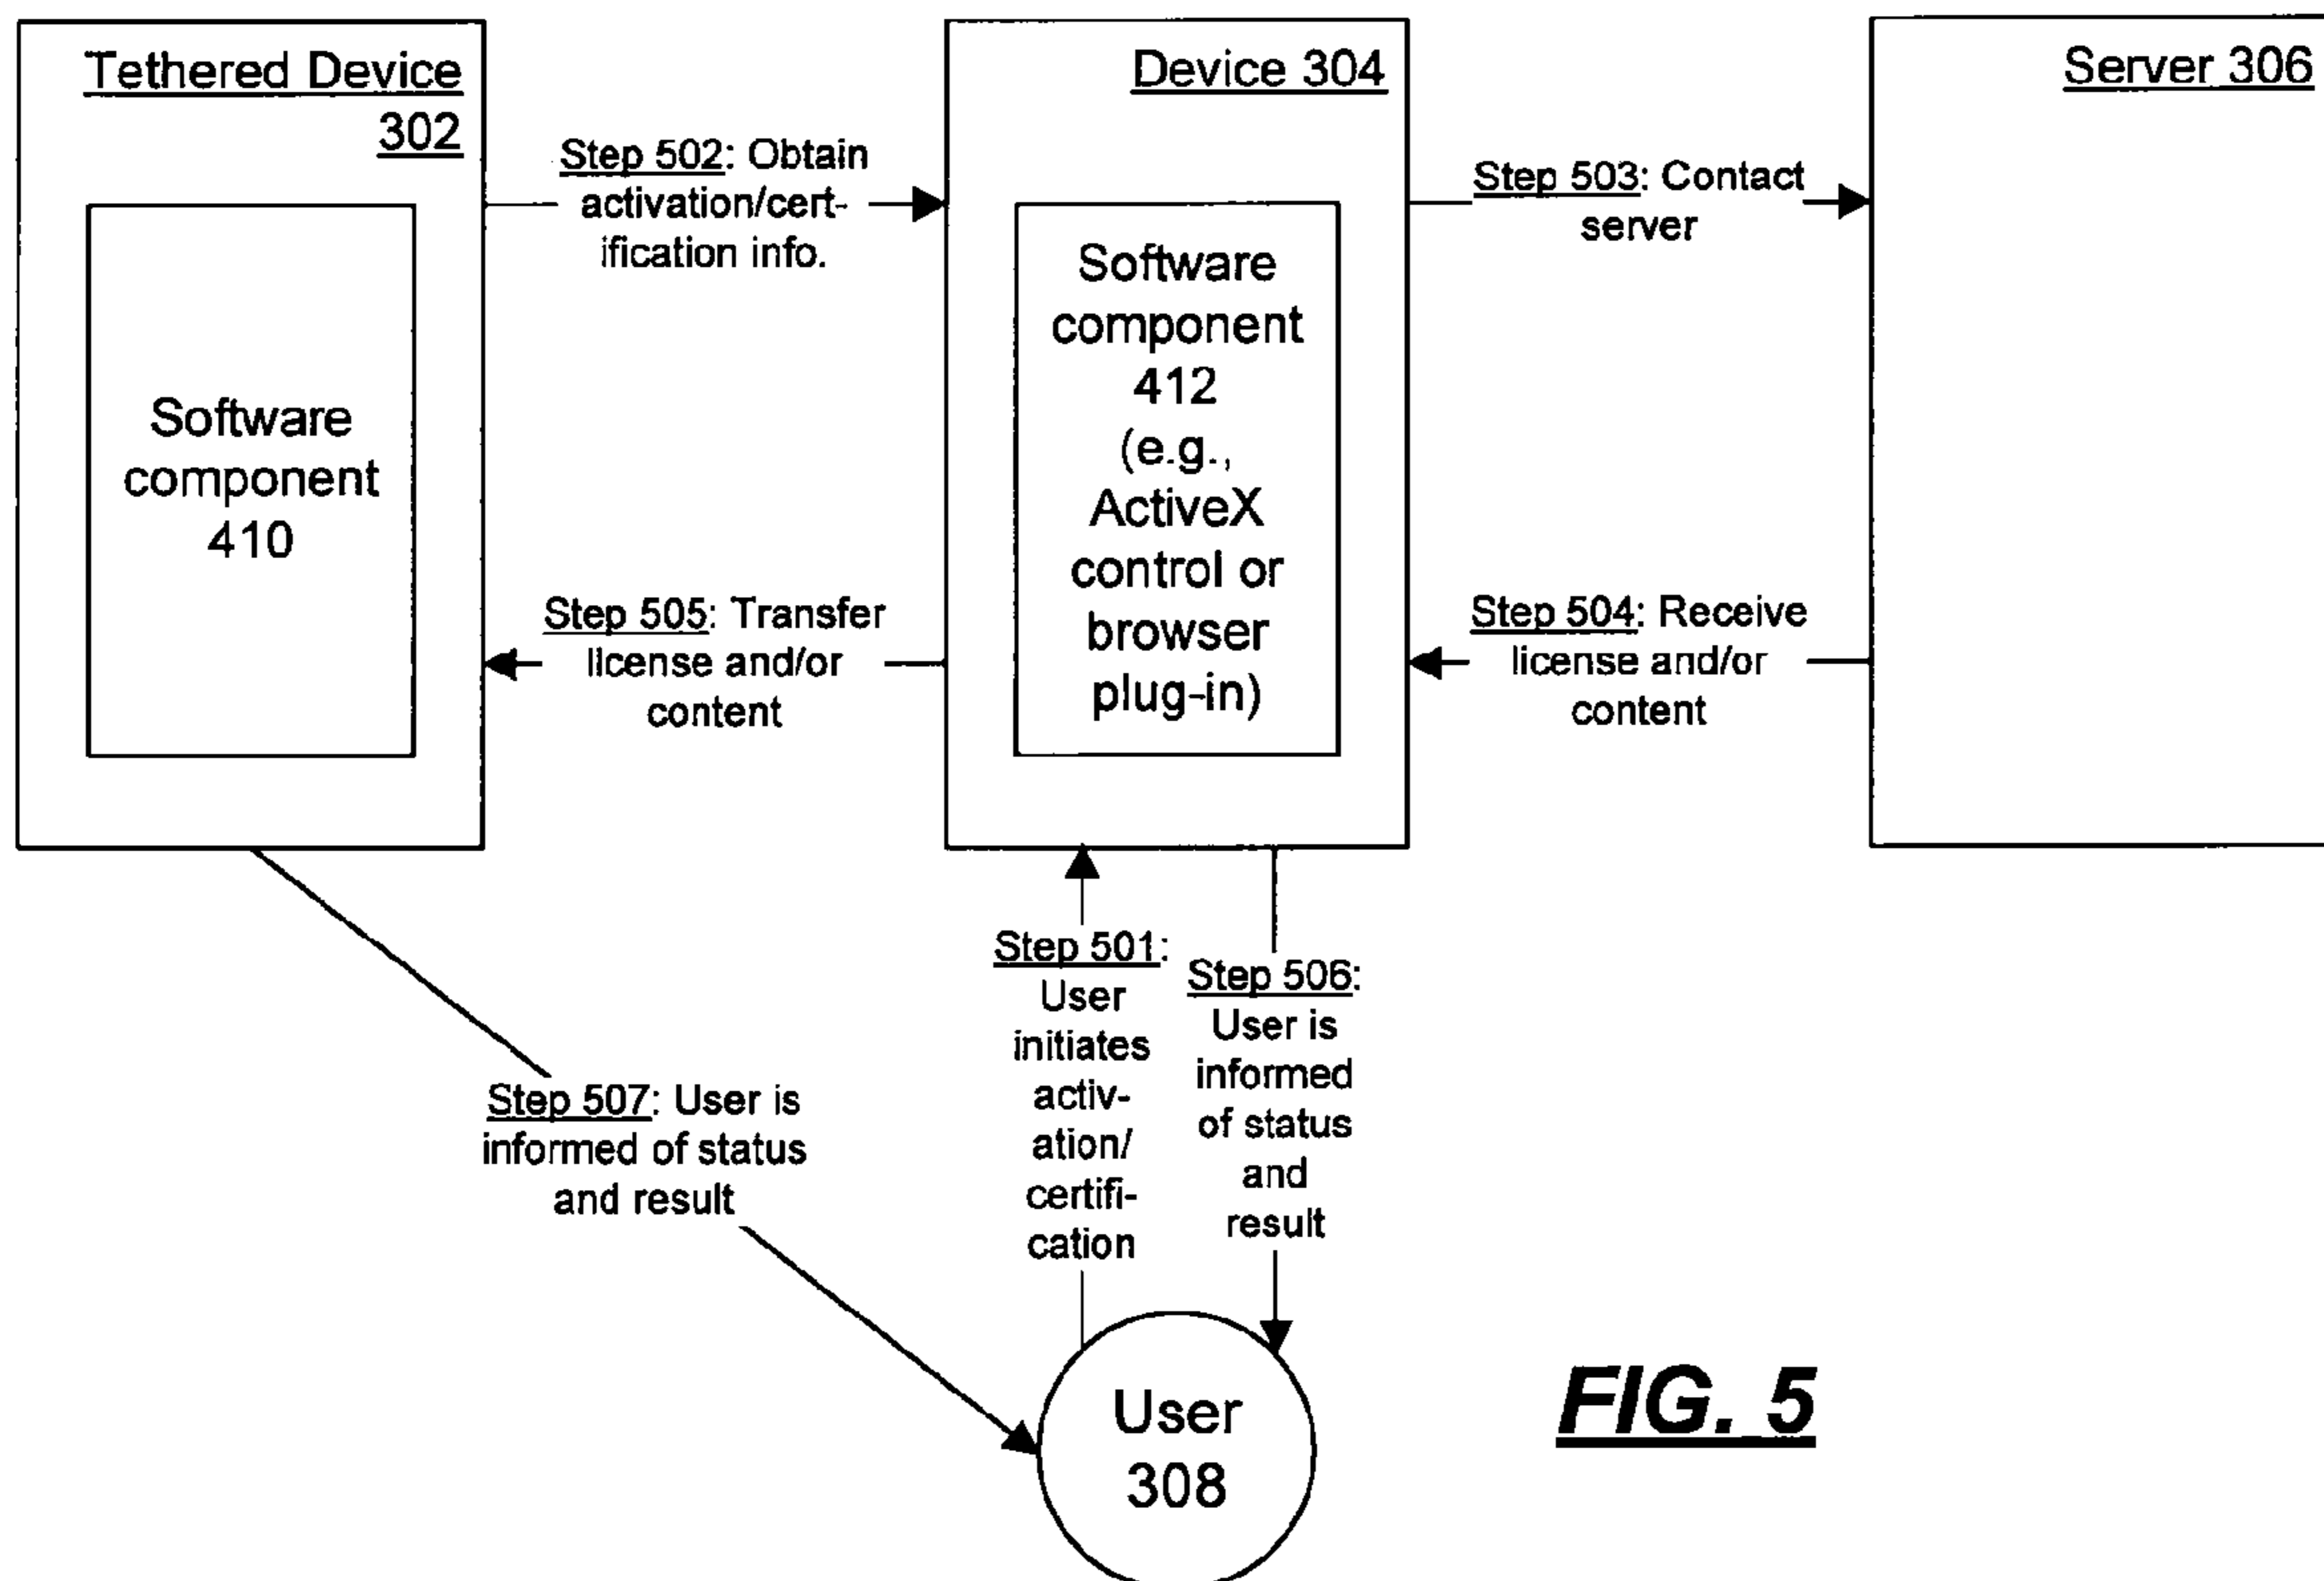 Tethered Device
302
Software
component
410
Step 502: Obtain
activation/cert-
ification info.
Step 505: Transfer
license and/or
content
Device 304
Software
component
412
(e.g.,
ActiveX
control or
browser
plug-in)
Step 503: Contact
server
Step 504: Receive
license and/or
content
Server 306
Step 501:
User
initiates
activ-
ation/
certifi-
cation
Step 506:
User is
informed
of status
and
result
Step 507: User is
informed of status
and result
User
308
FIG. 5